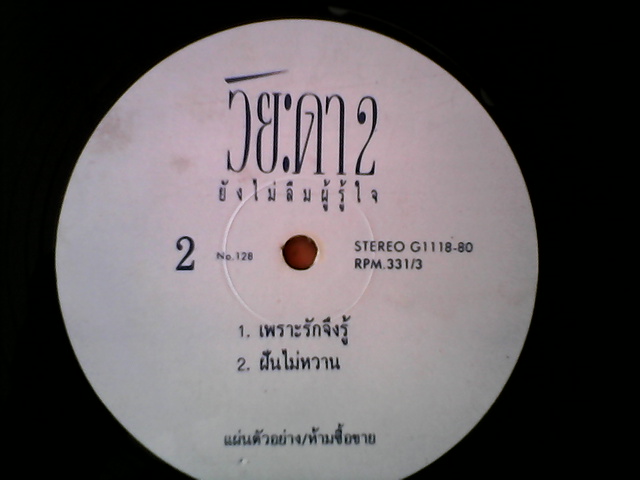 วิยะดา 2
ยังไม่ลืมผู้รู้ใจ
2
No.128
STEREO G1118-80
RPM.331/3
1. เพราะรักจึงรู้
2. ฝันไม่หวาน
แผ่นตัวอย่าง/ห้ามซื้อขาย